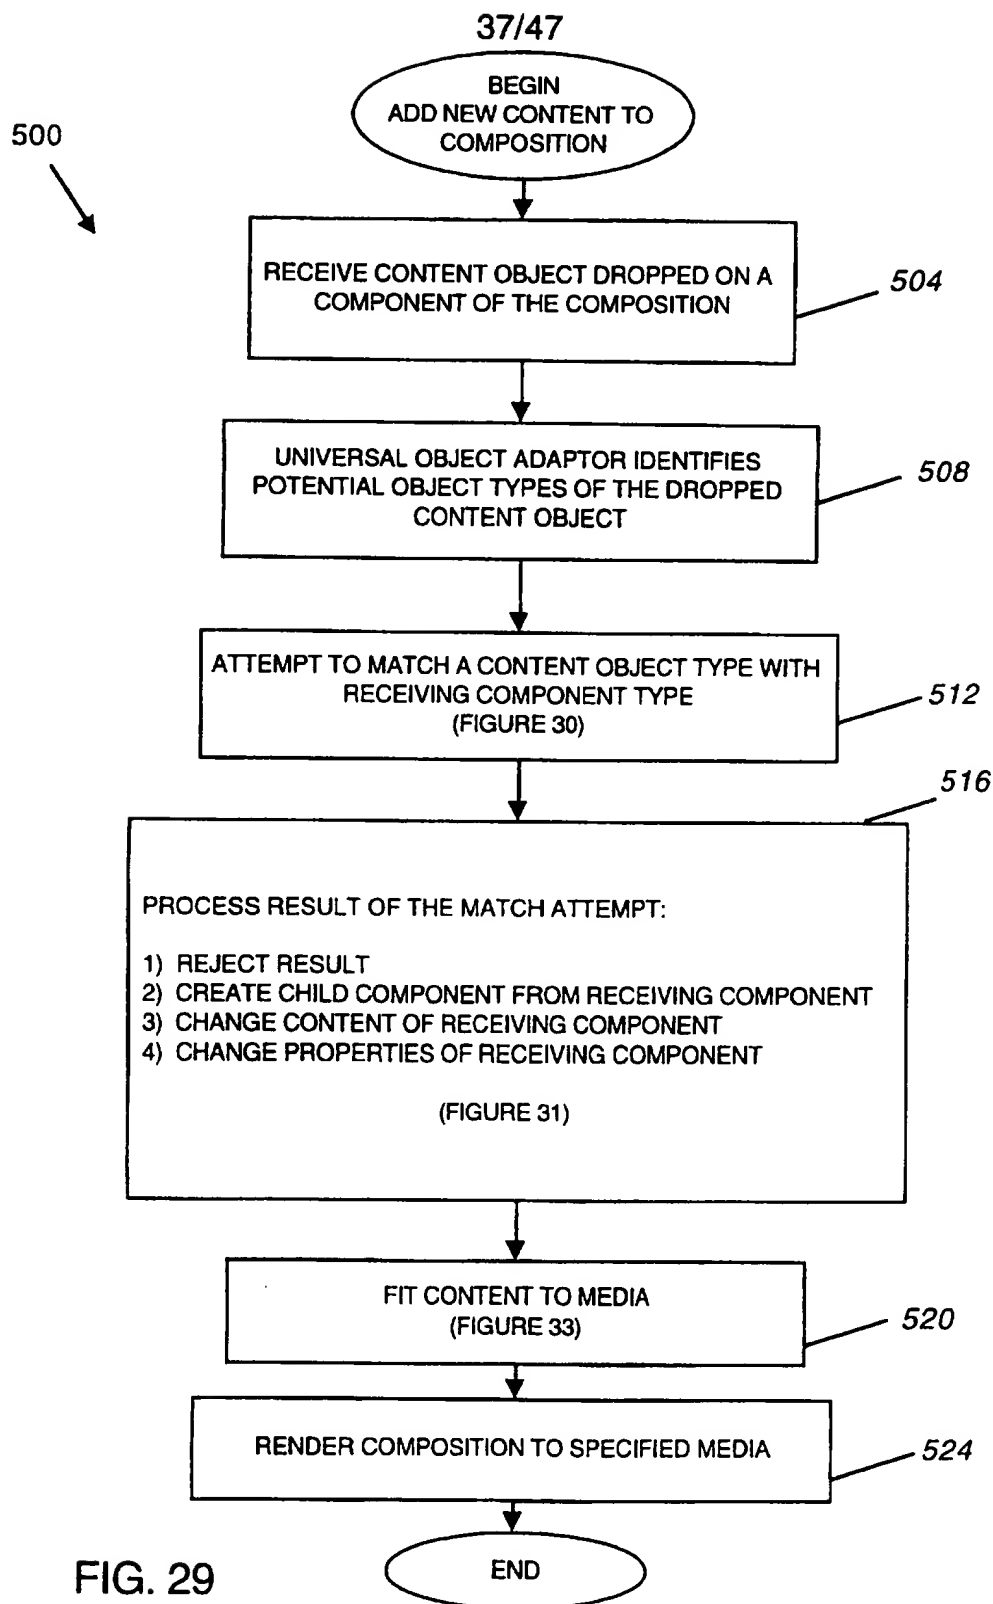 37/47
BEGIN
ADD NEW CONTENT TO
COMPOSITION
500
RECEIVE CONTENT OBJECT DROPPED ON A
COMPONENT OF THE COMPOSITION
504
UNIVERSAL OBJECT ADAPTOR IDENTIFIES
POTENTIAL OBJECT TYPES OF THE DROPPED
CONTENT OBJECT
508
ATTEMPT TO MATCH A CONTENT OBJECT TYPE WITH
RECEIVING COMPONENT TYPE
(FIGURE 30)
512
516
PROCESS RESULT OF THE MATCH ATTEMPT:
1) REJECT RESULT
2) CREATE CHILD COMPONENT FROM RECEIVING COMPONENT
3) CHANGE CONTENT OF RECEIVING COMPONENT
4) CHANGE PROPERTIES OF RECEIVING COMPONENT
(FIGURE 31)
FIT CONTENT TO MEDIA
(FIGURE 33)
520
RENDER COMPOSITION TO SPECIFIED MEDIA
524
END
FIG. 29